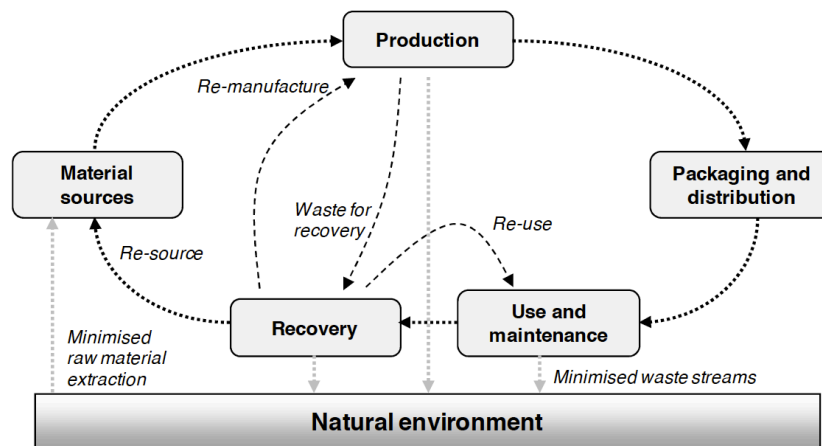 Production
Re-manufacture
Material
sources
Packaging and
distribution
Waste for
recovery
Re-use
Re-source
Recovery
Use and
maintenance
Minimised
raw material
extraction
Minimised waste streams
Natural environment